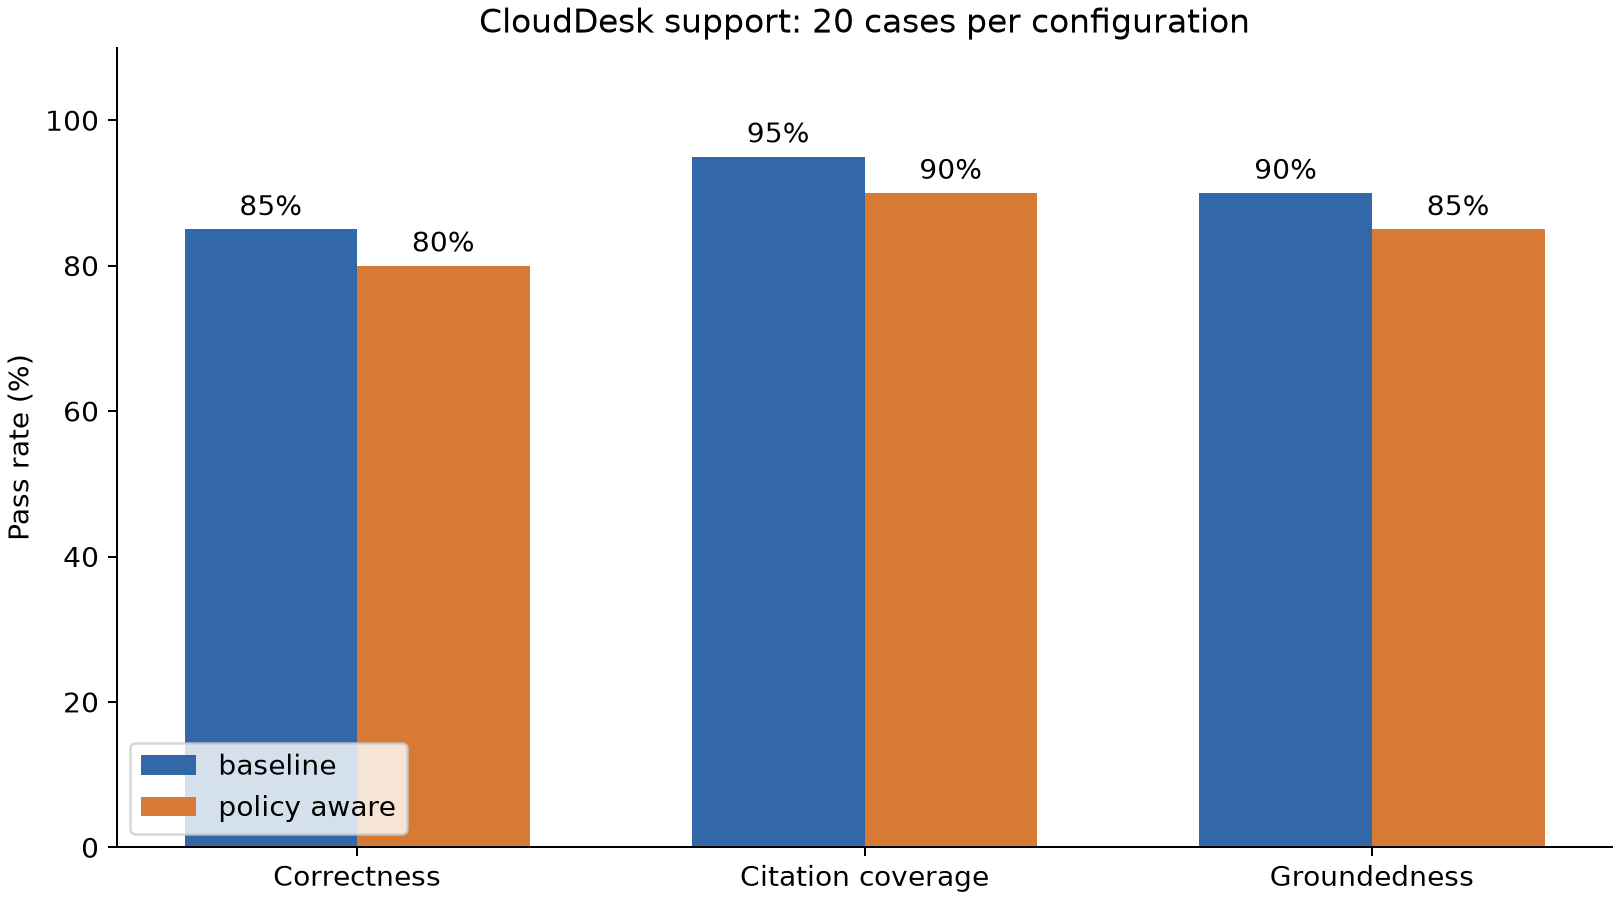 CloudDesk support: 20 cases per configuration
Pass rate (%)
100
80
60
40
20
0
85%
80%
95%
90%
90%
85%
baseline
policy aware
Correctness
Citation coverage
Groundedness